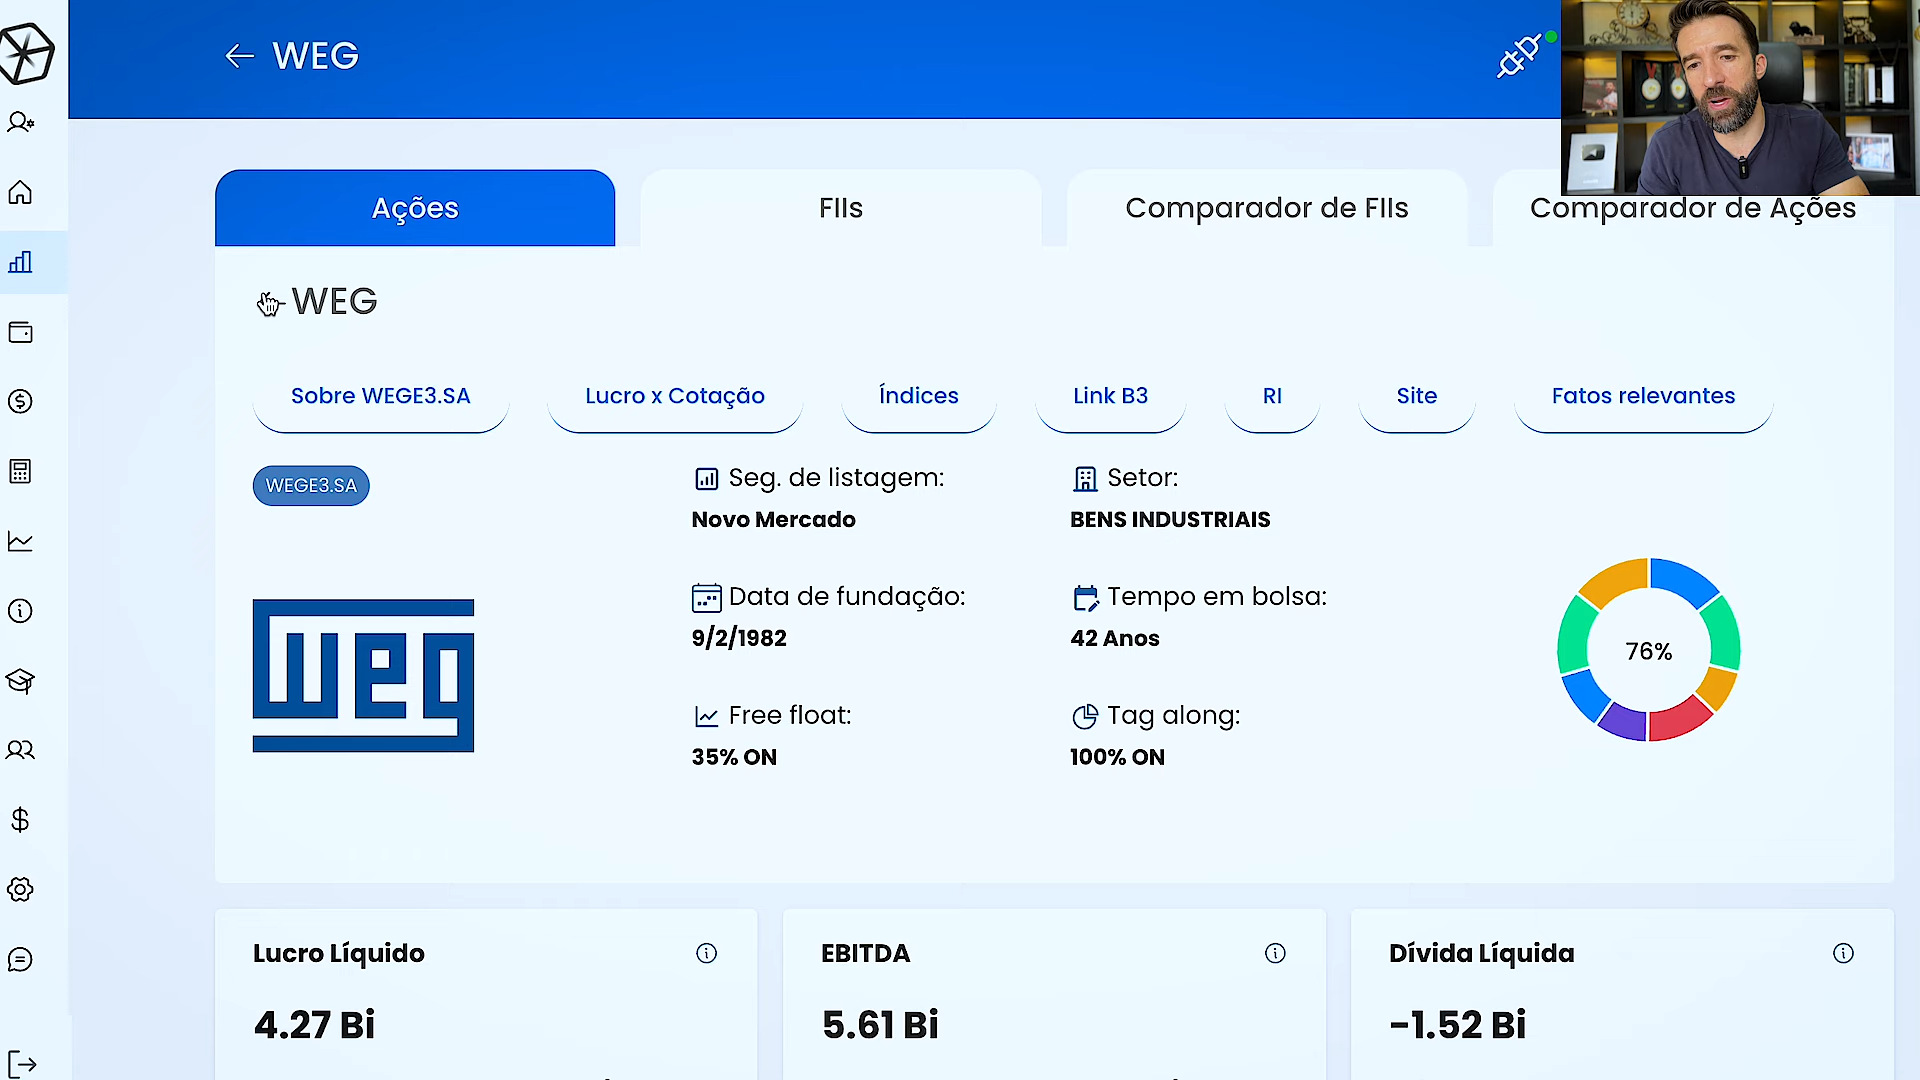 WEG
Ações
FIIs
Comparador de FIIs
Comparador de Ações
WEG
Sobre WEGE3.SA
Lucro x Cotação
Índices
Link B3
RI
Site
Fatos relevantes
WEGE3.SA
Seg. de listagem:
Setor:
Novo Mercado
BENS INDUSTRIAIS
Data de fundação:
Tempo em bolsa:
9/2/1982
42 Anos
weg
76%
Free float:
Tag along:
35% ON
100% ON
Lucro Líquido
EBITDA
Dívida Líquida
4.27 Bi
5.61 Bi
-1.52 Bi